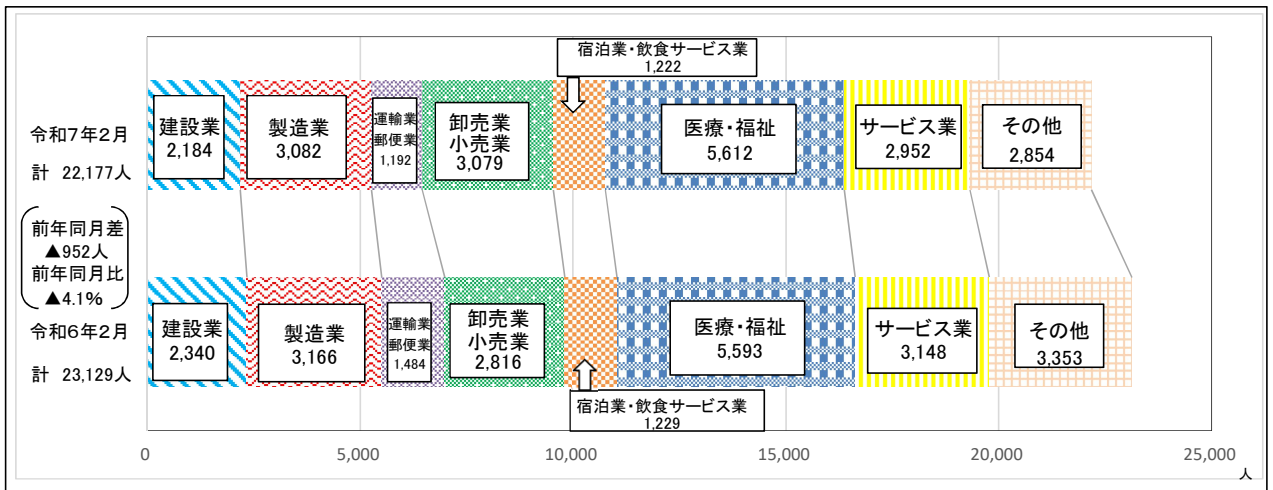 宿泊業・飲食サービス業
1,222
令和7年2月
計 22,177人
建設業
2,184
製造業
3,082
運輸業
郵便業
1,192
卸売業
小売業
3,079
医療・福祉
5,612
サービス業
2,952
その他
2,854
前年同月差
▲952人
前年同月比
▲4.1%
令和6年2月
計 23,129人
建設業
2,340
製造業
3,166
運輸業
郵便業
1,484
卸売業
小売業
2,816
医療・福祉
5,593
サービス業
3,148
その他
3,353
宿泊業・飲食サービス業
1,229
0 5,000 10,000 15,000 20,000 25,000
人